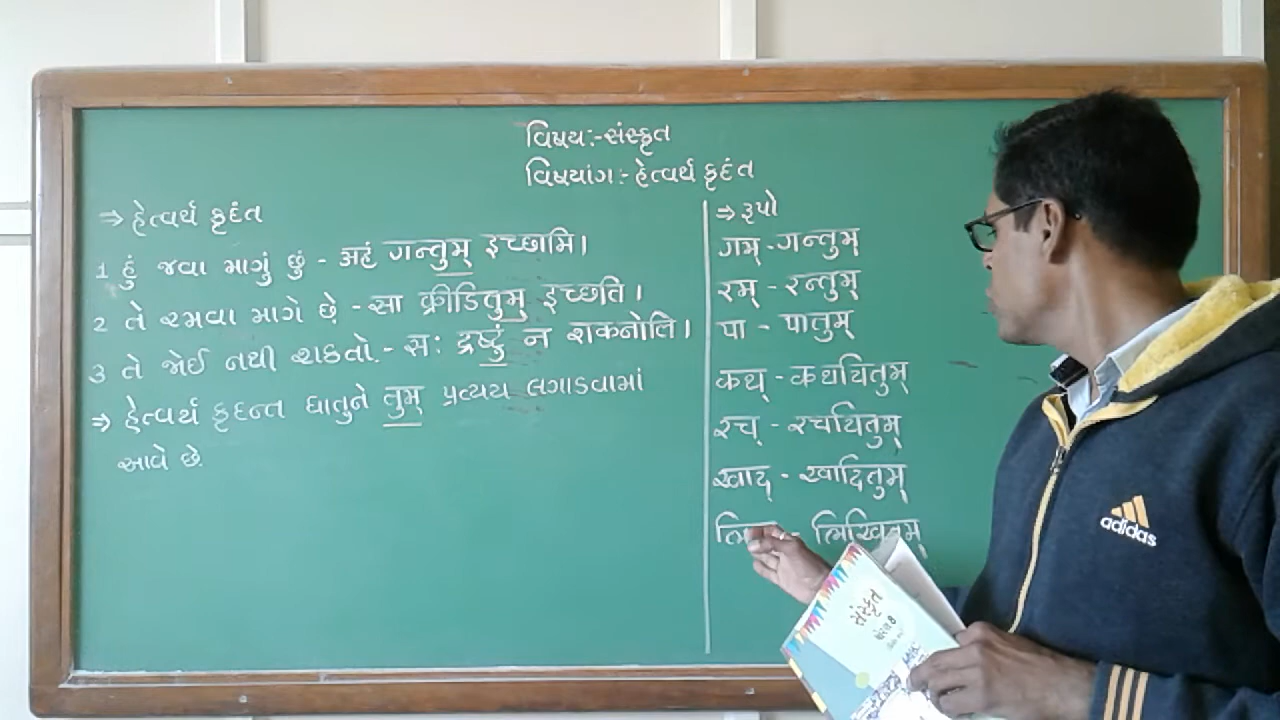 વિષય:-સંસ્કૃત
વિષયાંગ:- હેત્વર્થ કૃદંત
⇒ હેત્વર્થ કૃદંત
1 હું જવા માગું છું - अहं गन्तुम् इच्छामि।
2 તે રમવા માગે છે - सा क्रीडितुम् इच्छति।
3 તે જોઈ નથી શકતો.- सः द्रष्टुं न शकनोति।
⇒ હેત્વર્થ કૃદન્ત ધાતુને तुम् પ્રત્યય લગાડવામાં
આવે છે.
⇒ રૂપો
गम् - गन्तुम्
रम् - रन्तुम्
पा - पातुम्
कथ् - कथयितुम्
रच् - रचयितुम्
खाद् - खादितुम्
- लिखितुम्
adidas
સંસ્કૃત